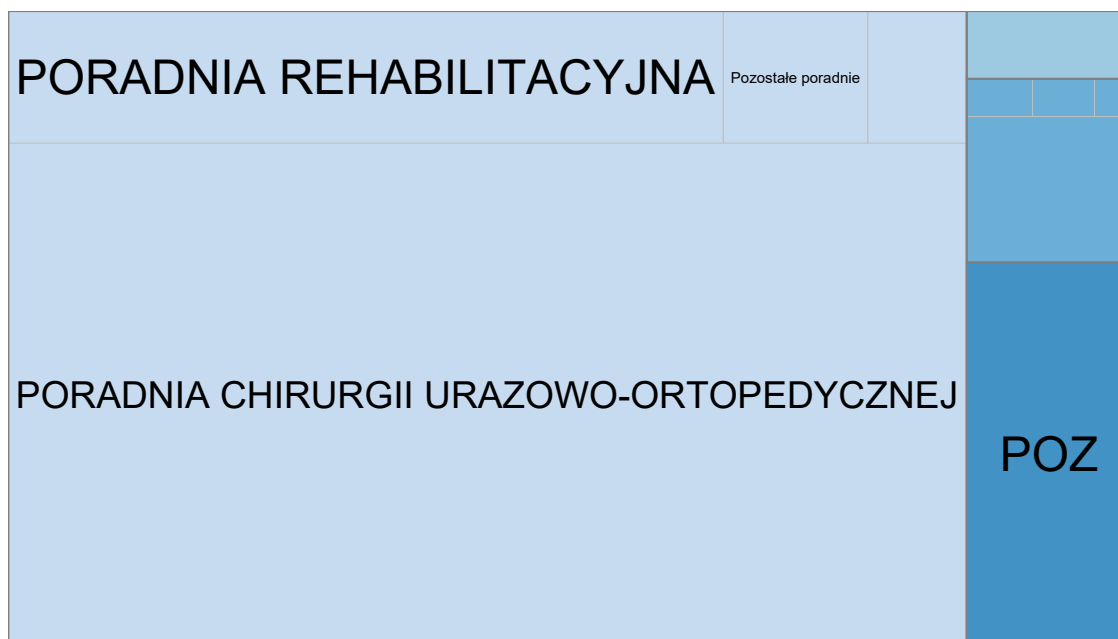 PORADNIA REHABILITACYJNA
Pozostałe poradnie
PORADNIA CHIRURGII URAZOWO-ORTOPEDYCZNEJ
POZ